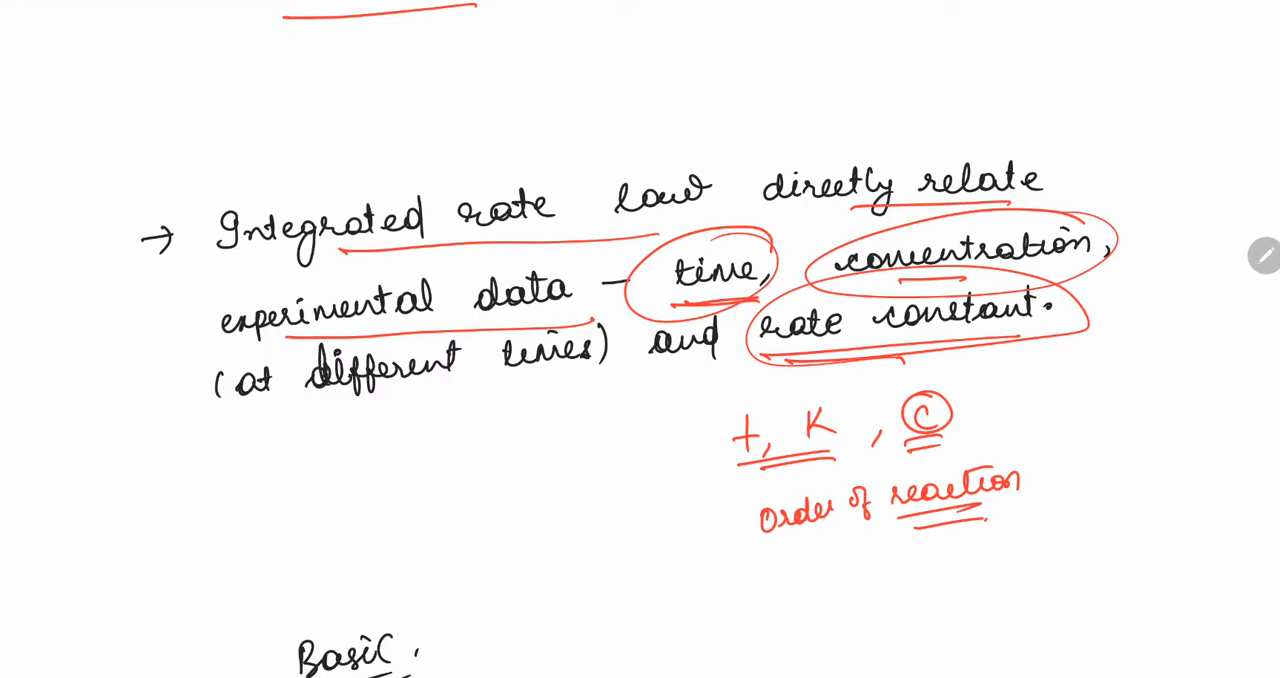 → Integrated rate law directly relate
experimental data - time, concentration,
(at different times) and rate constant.
t, K, C
Order of reaction
Basic.